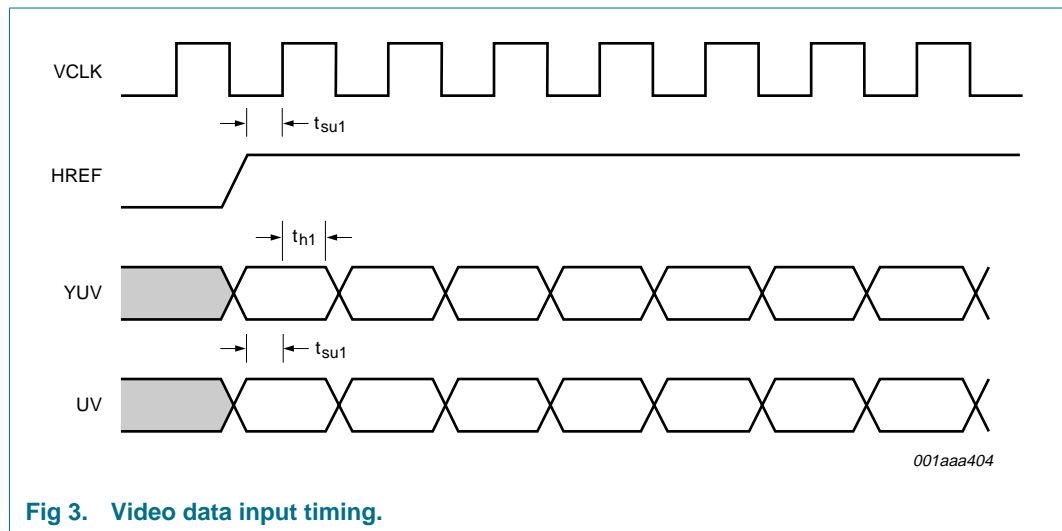 VCLK
tsu1
HREF
th1
YUV
tsu1
UV
001aaa404
Fig 3. Video data input timing.